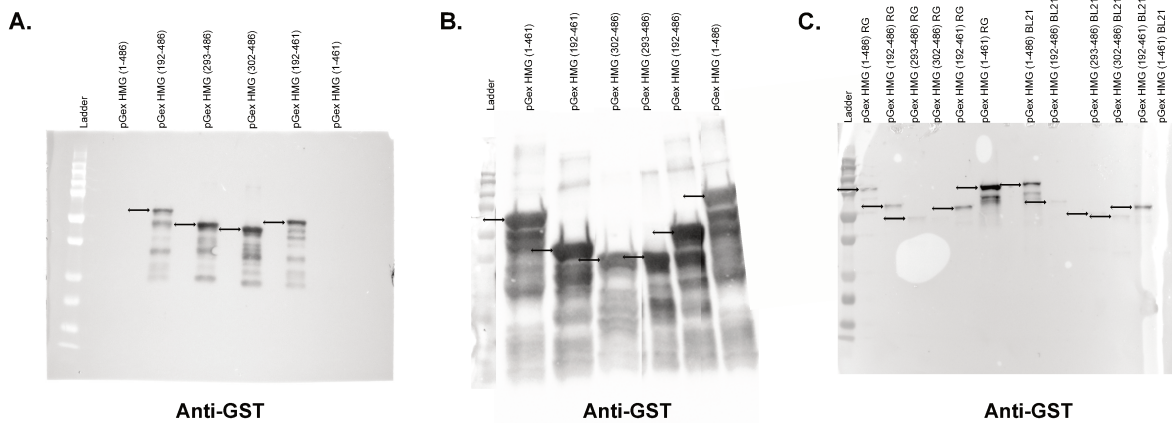 A.
Ladder
pGex HMG (1-486)
pGex HMG (192-486)
pGex HMG (293-486)
pGex HMG (302-486)
pGex HMG (192-461)
pGex HMG (1-461)
Anti-GST
B.
Ladder
pGex HMG (1-461)
pGex HMG (192-461)
pGex HMG (302-486)
pGex HMG (293-486)
pGex HMG (192-486)
pGex HMG (1-486)
Anti-GST
C.
Ladder
pGex HMG (1-486) RG
pGex HMG (192-486) RG
pGex HMG (293-486) RG
pGex HMG (302-486) RG
pGex HMG (192-461) RG
pGex HMG (1-461) RG
pGex HMG (1-486) BL21
pGex HMG (192-486) BL21
pGex HMG (293-486) BL21
pGex HMG (302-486) BL21
pGex HMG (192-461) BL21
pGex HMG (1-461) BL21
Anti-GST